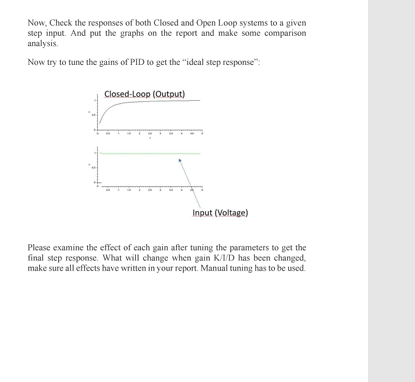 Now, Check the responses of both Closed and Open Loop systems to a given
step input. And put the graphs on the report and make some comparison
analysis.
Now try to tune the gains of PID to get the “ideal step response”:
Closed-Loop (Output)
Input (Voltage)
Please examine the effect of each gain after tuning the parameters to get the
final step response. What will change when gain K/I/D has been changed,
make sure all effects have written in your report. Manual tuning has to be used.